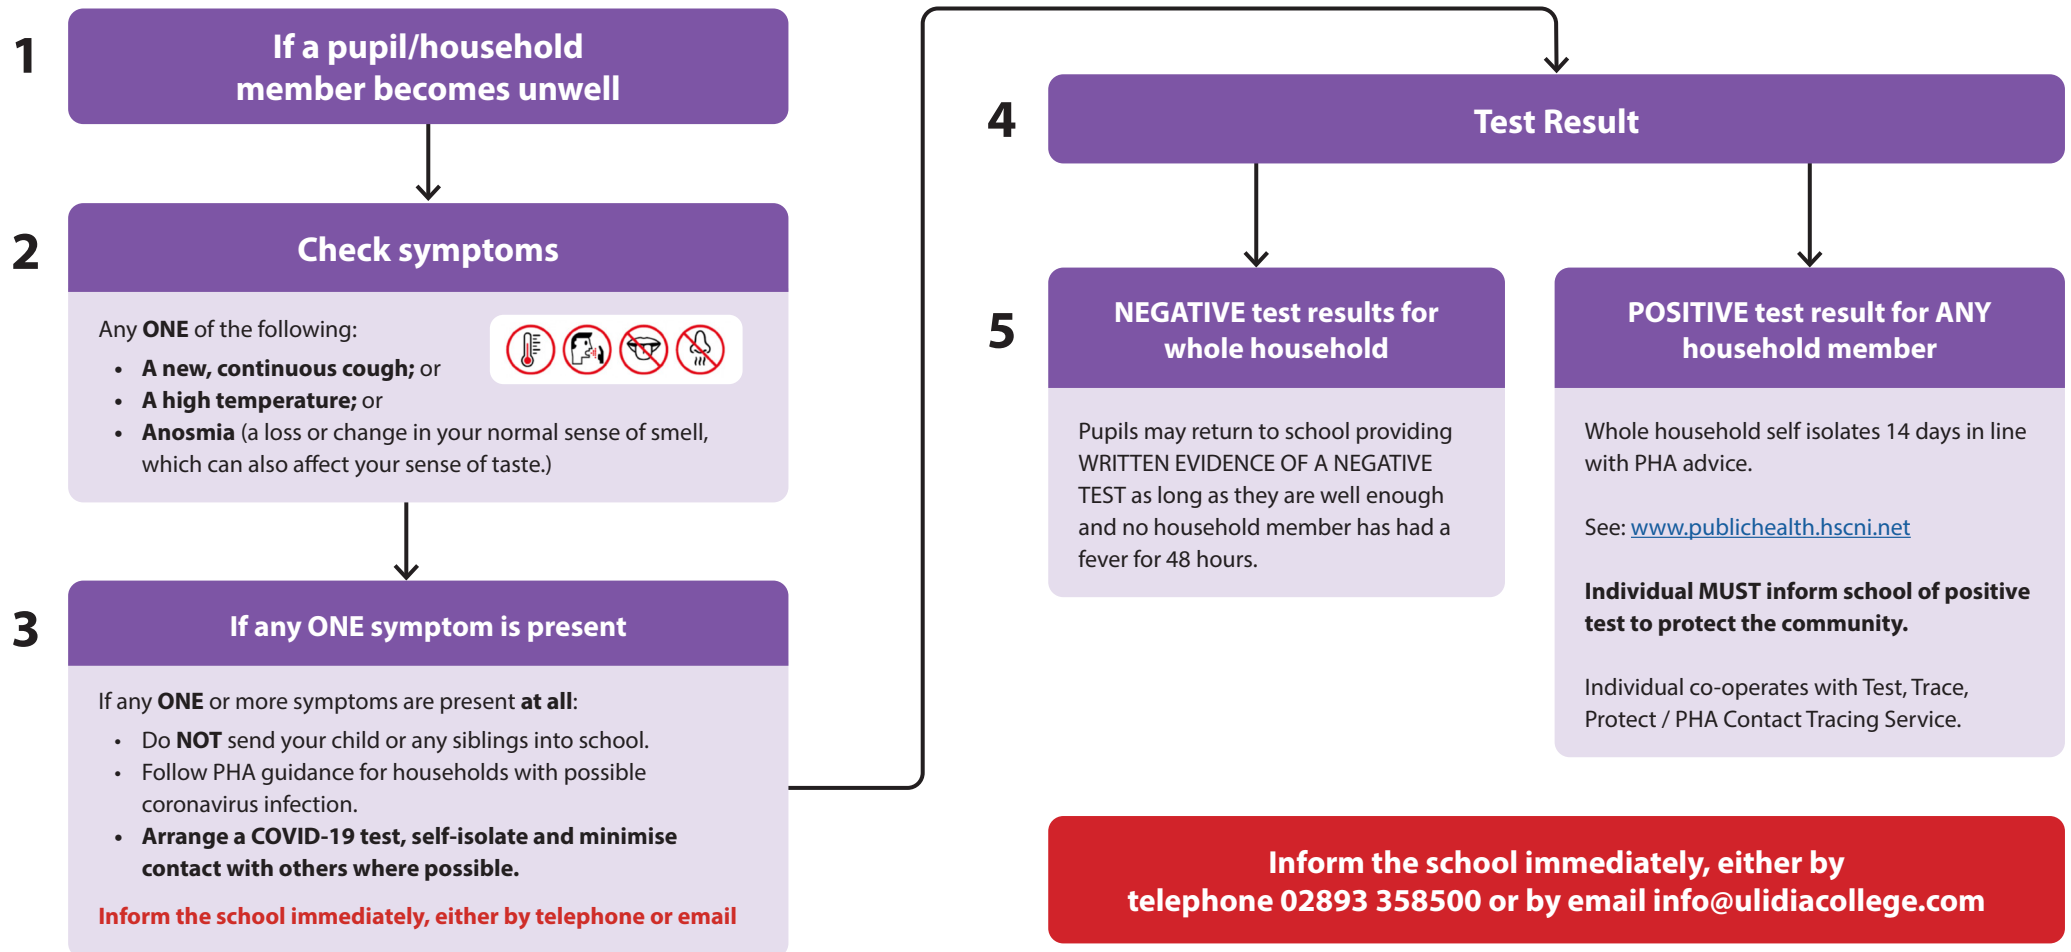 1
If a pupil/household
member becomes unwell
2
Check symptoms
Any ONE of the following:
• A new, continuous cough; or
• A high temperature; or
• Anosmia (a loss or change in your normal sense of smell,
which can also affect your sense of taste.)
3
If any ONE symptom is present
If any ONE or more symptoms are present at all:
• Do NOT send your child or any siblings into school.
• Follow PHA guidance for households with possible
coronavirus infection.
• Arrange a COVID-19 test, self-isolate and minimise
contact with others where possible.
Inform the school immediately, either by telephone or email
4
Test Result
5
NEGATIVE test results for
whole household
Pupils may return to school providing
WRITTEN EVIDENCE OF A NEGATIVE
TEST as long as they are well enough
and no household member has had a
fever for 48 hours.
POSITIVE test result for ANY
household member
Whole household self isolates 14 days in line
with PHA advice.
See: www.publichealth.hscni.net
Individual MUST inform school of positive
test to protect the community.
Individual co-operates with Test, Trace,
Protect / PHA Contact Tracing Service.
Inform the school immediately, either by
telephone 02893 358500 or by email info@ulidiacollege.com